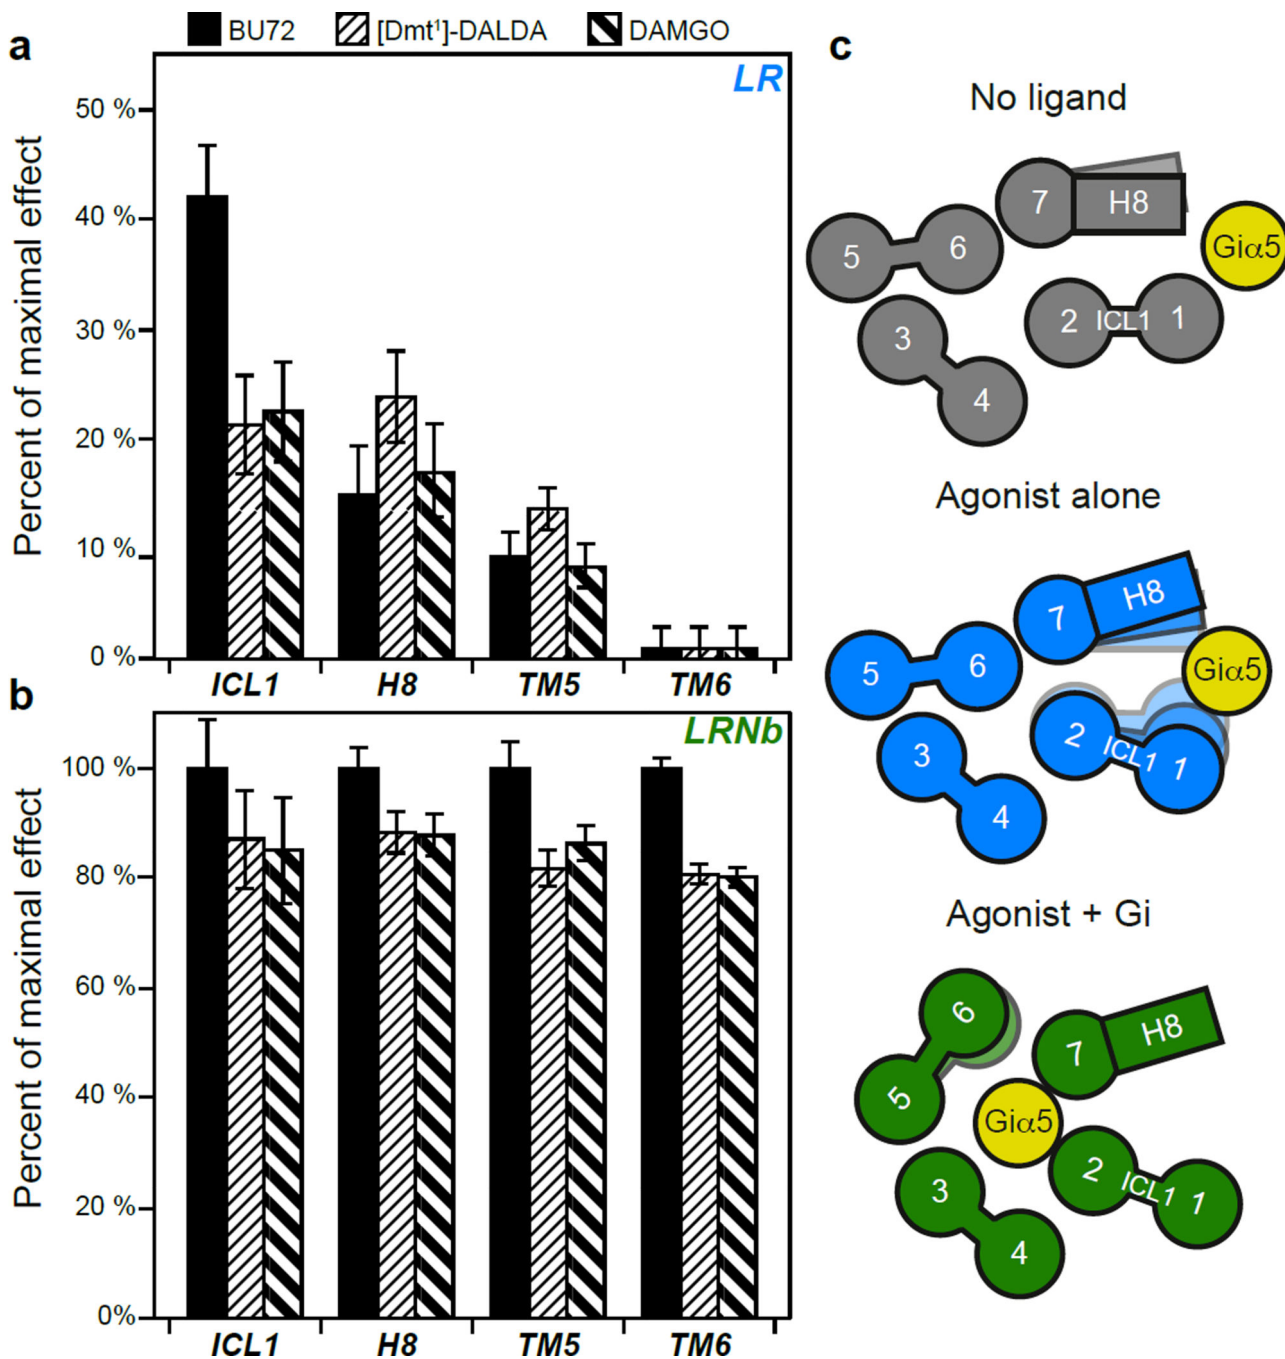 BU72 [Dmt¹]-DALDA DAMGO
a
LR
Percent of maximal effect
50 %
40 %
30 %
20 %
10 %
0 %
ICL1 H8 TM5 TM6
b
LRNb
Percent of maximal effect
100 %
80 %
60 %
40 %
20 %
0%
ICL1 H8 TM5 TM6
c
No ligand
7 H8
Giα5
5 6
2 ICL1 1
3
4
Agonist alone
7 H8
Giα5
5 6
2 ICL1 1
3
4
Agonist + Gi
6
7 H8
5
Giα5
2 ICL1 1
3
4